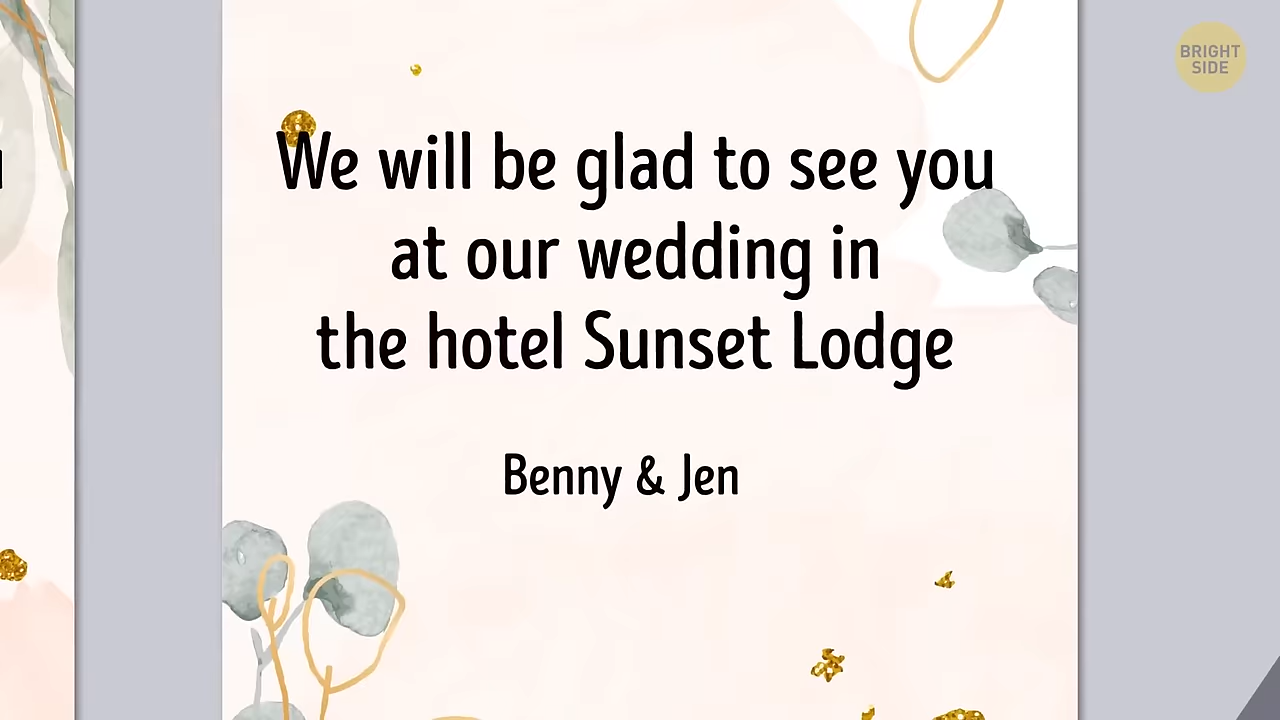 BRIGHT
SIDE
We will be glad to see you
at our wedding in
the hotel Sunset Lodge
Benny & Jen